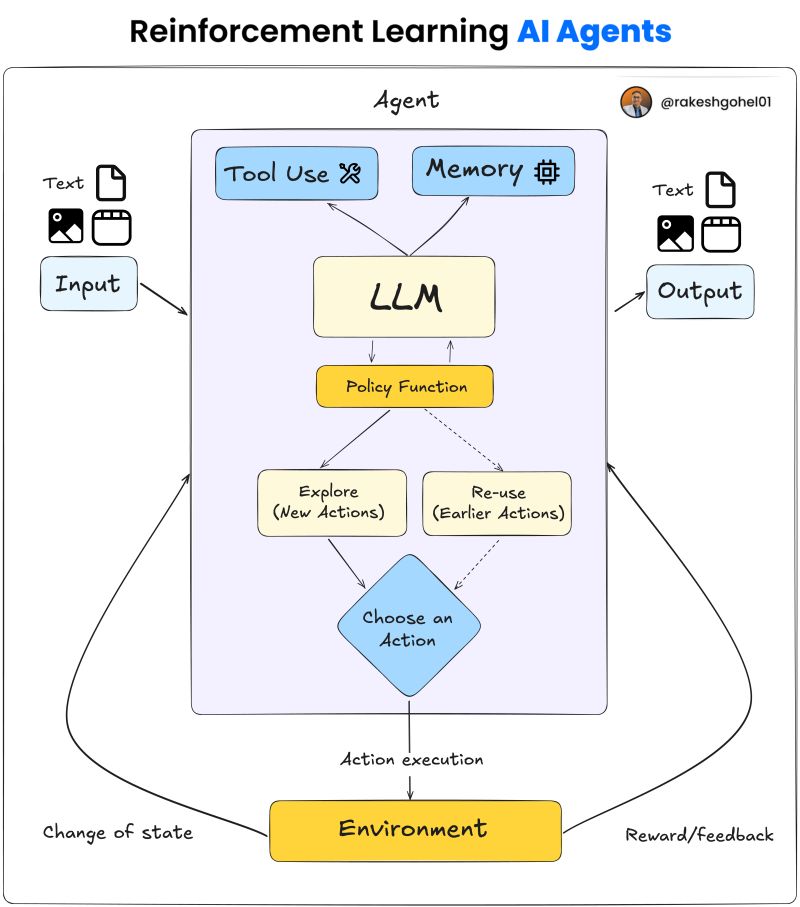 Reinforcement Learning AI Agents
Agent
@rakeshgohel01
Tool Use
Memory
Text
Text
Input
LLM
Output
Policy Function
Explore
(New Actions)
Re-use
(Earlier Actions)
Choose an
Action
Action execution
Environment
Change of state
Reward/feedback